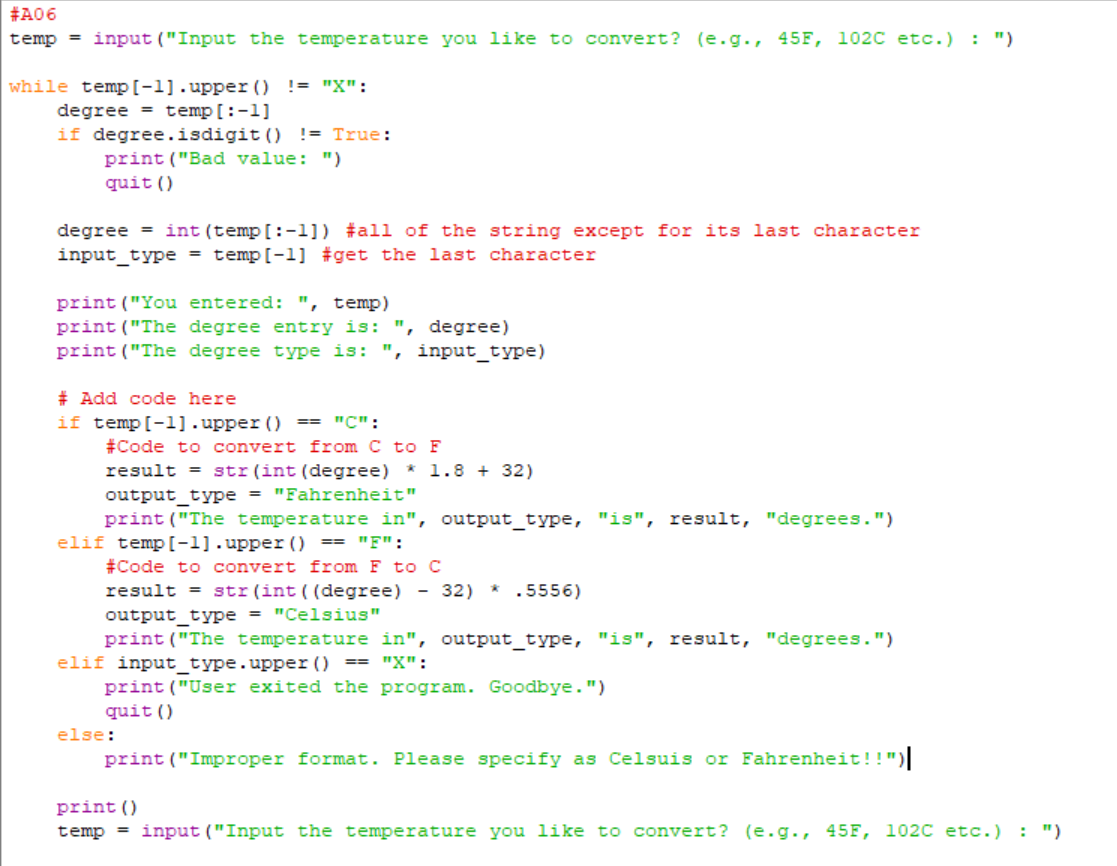 #A06
temp = input("Input the temperature you like to convert? (e.g., 45F, 102C etc.) : ")
while temp[-1].upper() != "X":
    degree = temp[:-1]
    if degree.isdigit() != True:
        print("Bad value: ")
        quit()
    degree = int(temp[:-1]) #all of the string except for its last character
    input_type = temp[-1] #get the last character
    print("You entered: ", temp)
    print("The degree entry is: ", degree)
    print("The degree type is: ", input_type)
    # Add code here
    if temp[-1].upper() == "C":
        #Code to convert from C to F
        result = str(int(degree) * 1.8 + 32)
        output_type = "Fahrenheit"
        print("The temperature in", output_type, "is", result, "degrees.")
    elif temp[-1].upper() == "F":
        #Code to convert from F to C
        result = str(int((degree) - 32) * .5556)
        output_type = "Celsius"
        print("The temperature in", output_type, "is", result, "degrees.")
    elif input_type.upper() == "X":
        print("User exited the program. Goodbye.")
        quit()
    else:
        print("Improper format. Please specify as Celsuis or Fahrenheit!!")
    print()
    temp = input("Input the temperature you like to convert? (e.g., 45F, 102C etc.) : ")